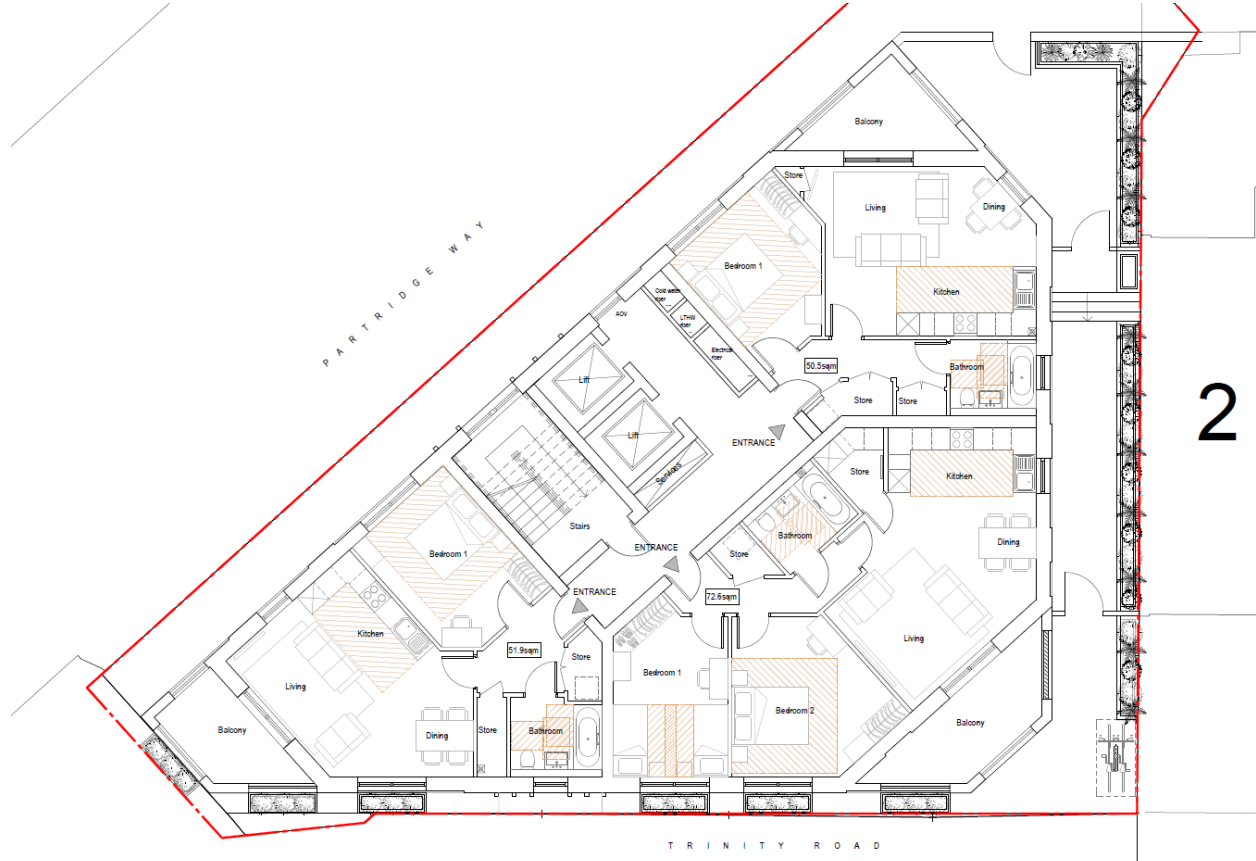 Balcony
Store
Living
Dining
Bedroom 1
Kitchen
Cold water
riser
AOV
LTHW
riser
Electrical
riser
PARTRIDGE WAY
50.5sqm
Bathroom
Lift
Store
Store
2
Lift
ENTRANCE
Services
Store
Kitchen
Stairs
Bathroom
Dining
ENTRANCE
Store
Bedroom 1
ENTRANCE
72.6sqm
Kitchen
Living
51.9sqm
Store
Bedroom 1
Living
Bedroom 2
Balcony
Dining
Store
Bathroom
Balcony
TRINITY ROAD